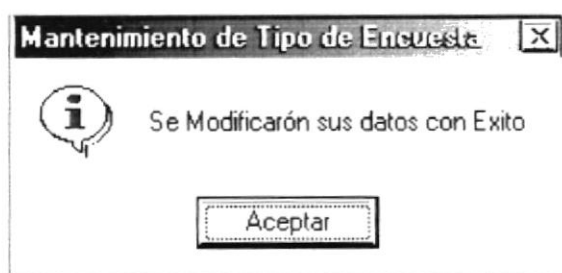 Mantenimiento de Tipo de Encuesta
Se Modificarón sus datos con Exito
Aceptar